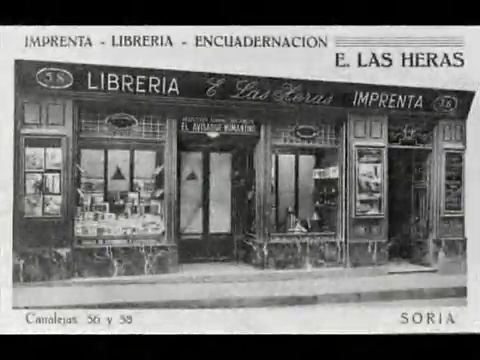 IMPRENTA - LIBRERIA - ENCUADERNACION
E. LAS HERAS
58 LIBRERIA E. Las Heras IMPRENTA 58
EL AVISADOR NUMANTINO
Canalejas, 56 y 58
SORIA